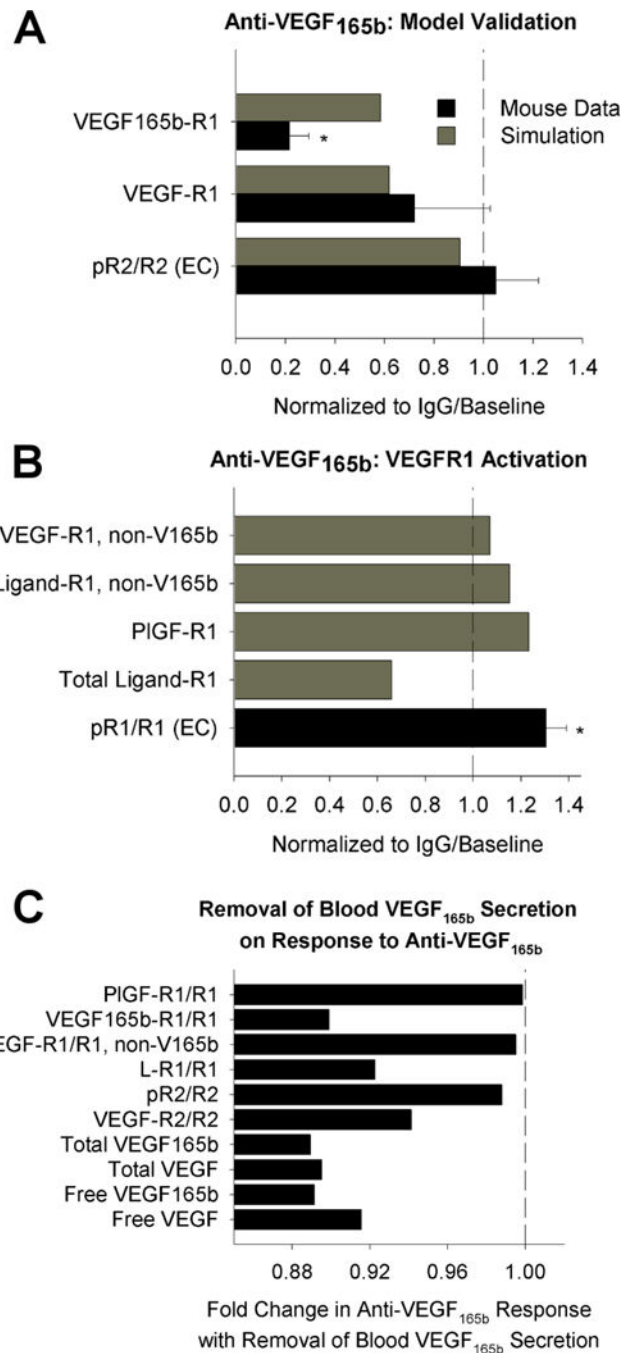 A
Anti-VEGF165b: Model Validation
VEGF165b-R1
VEGF-R1
pR2/R2 (EC)
Mouse Data
Simulation
*
0.0 0.2 0.4 0.6 0.8 1.0 1.2 1.4
Normalized to IgG/Baseline
B
Anti-VEGF165b: VEGFR1 Activation
VEGF-R1, non-V165b
Ligand-R1, non-V165b
PlGF-R1
Total Ligand-R1
pR1/R1 (EC)
*
0.0 0.2 0.4 0.6 0.8 1.0 1.2 1.4
Normalized to IgG/Baseline
C
Removal of Blood VEGF165b Secretion
on Response to Anti-VEGF165b
PlGF-R1/R1
VEGF165b-R1/R1
EGF-R1/R1, non-V165b
L-R1/R1
pR2/R2
VEGF-R2/R2
Total VEGF165b
Total VEGF
Free VEGF165b
Free VEGF
0.88 0.92 0.96 1.00
Fold Change in Anti-VEGF165b Response
with Removal of Blood VEGF165b Secretion